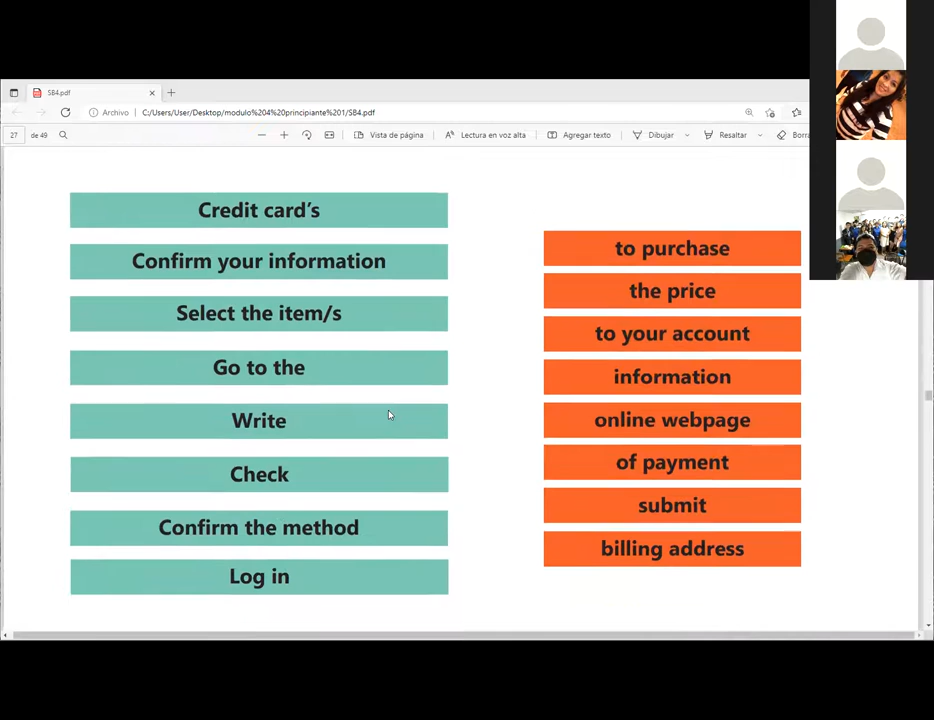 SB4.pdf
Archivo C:/Users/User/Desktop/modulo%204%20principiante%201/SB4.pdf
27 de 49 Vista de página Lectura en voz alta Agregar texto Dibujar Resaltar Borra
Credit card's
Confirm your information
Select the item/s
Go to the
Write
Check
Confirm the method
Log in
to purchase
the price
to your account
information
online webpage
of payment
submit
billing address